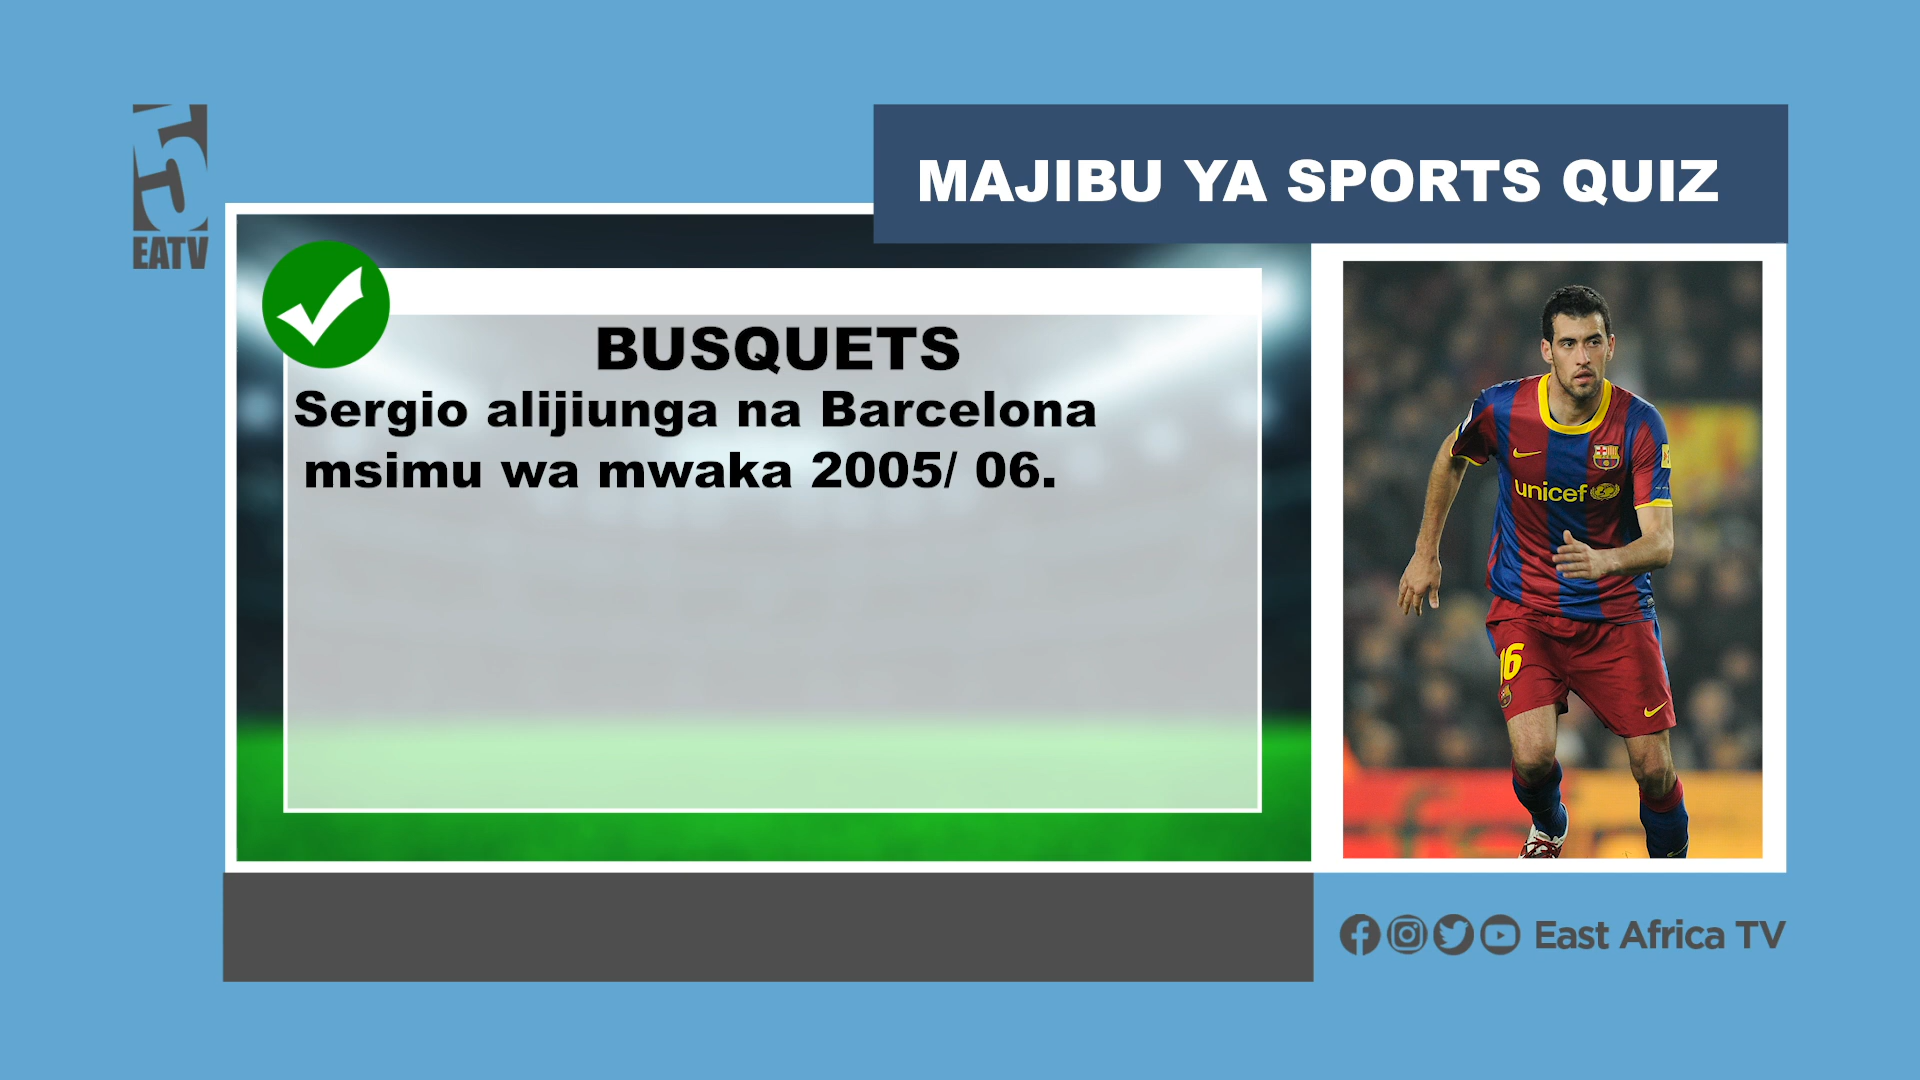 5
EATV
MAJIBU YA SPORTS QUIZ
BUSQUETS
Sergio alijiunga na Barcelona
msimu wa mwaka 2005/ 06.
unicef
16
East Africa TV